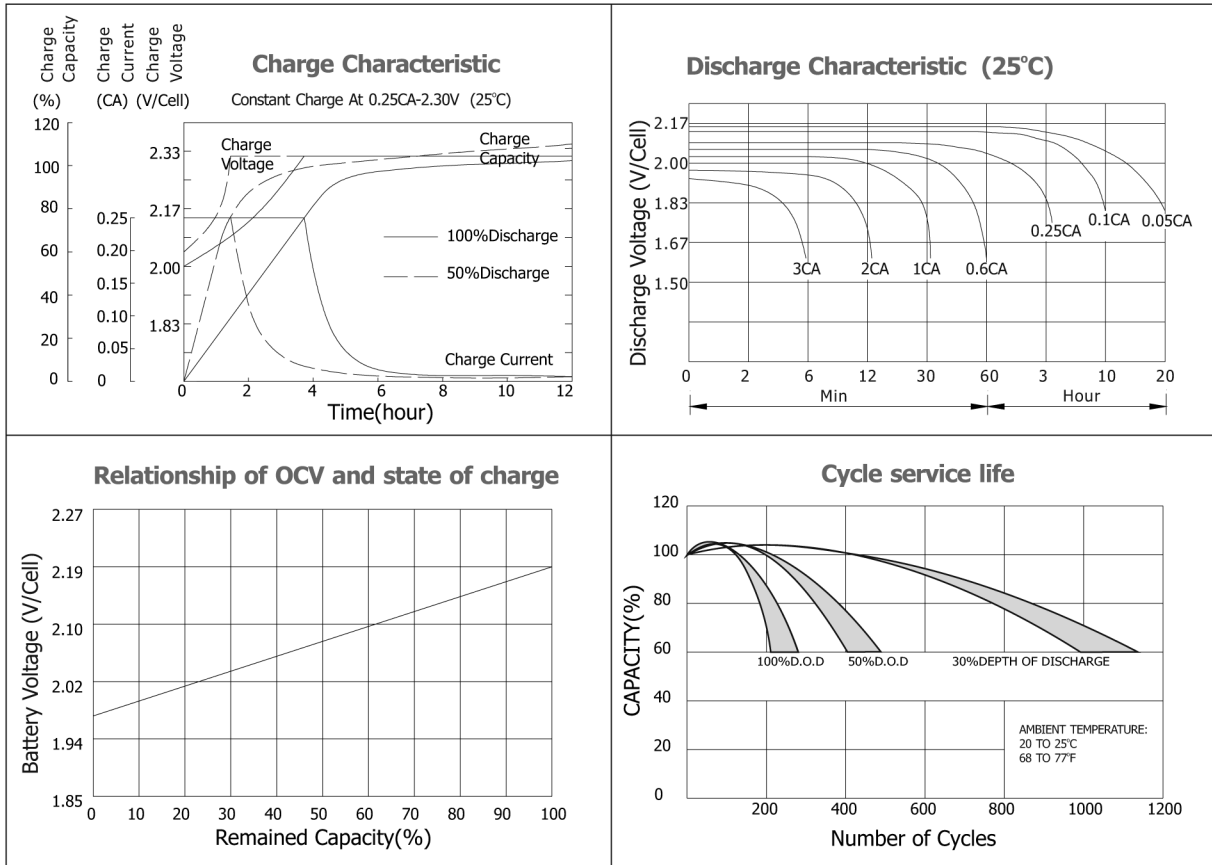 Charge Capacity
Charge Current
Charge Voltage
(%)
(CA)
(V/Cell)
Charge Characteristic
Constant Charge At 0.25CA-2.30V (25°C)
120
100
80
60
40
20
0
0.25
0.20
0.15
0.10
0.05
0
2.33
2.17
2.00
1.83
Charge
Voltage
Charge
Capacity
100%Discharge
50%Discharge
Charge Current
0 2 4 6 8 10 12
Time(hour)
Discharge Characteristic (25°C)
Discharge Voltage (V/Cell)
2.17
2.00
1.83
1.67
1.50
3CA
2CA
1CA
0.6CA
0.25CA
0.1CA
0.05CA
0 2 6 12 30 60 3 10 20
Min
Hour
Relationship of OCV and state of charge
Battery Voltage (V/Cell)
2.27
2.19
2.10
2.02
1.94
1.85
0 10 20 30 40 50 60 70 80 90 100
Remained Capacity(%)
Cycle service life
CAPACITY(%)
120
100
80
60
40
20
0
100%D.O.D
50%D.O.D
30%DEPTH OF DISCHARGE
AMBIENT TEMPERATURE:
20 TO 25°C
68 TO 77°F
200 400 600 800 1000 1200
Number of Cycles